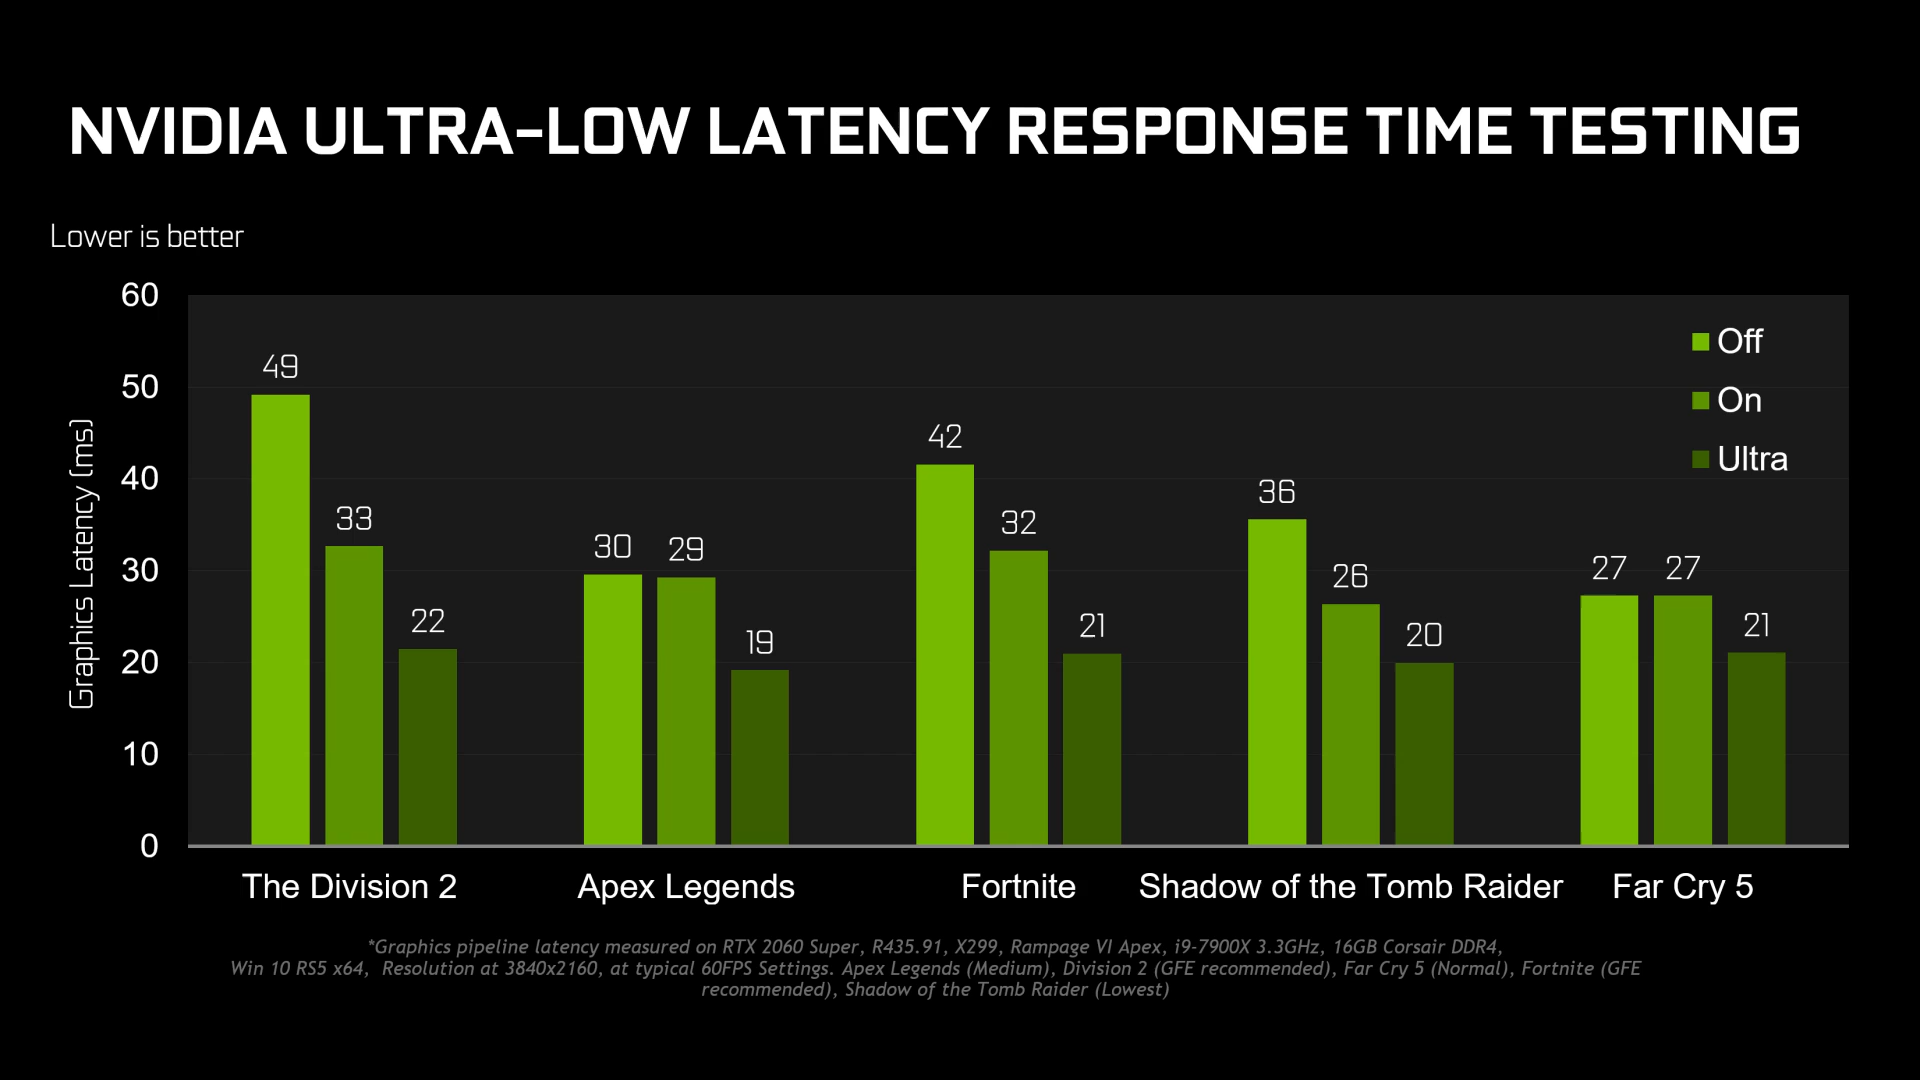 NVIDIA ULTRA-LOW LATENCY RESPONSE TIME TESTING
Lower is better
Graphics Latency (ms)
60
50
40
30
20
10
0
Off
On
Ultra
49
33
22
30
29
19
42
32
21
36
26
20
27
27
21
The Division 2
Apex Legends
Fortnite
Shadow of the Tomb Raider
Far Cry 5
*Graphics pipeline latency measured on RTX 2060 Super, R435.91, X299, Rampage VI Apex, i9-7900X 3.3GHz, 16GB Corsair DDR4,
Win 10 RS5 x64, Resolution at 3840x2160, at typical 60FPS Settings. Apex Legends (Medium), Division 2 (GFE recommended), Far Cry 5 (Normal), Fortnite (GFE
recommended), Shadow of the Tomb Raider (Lowest)